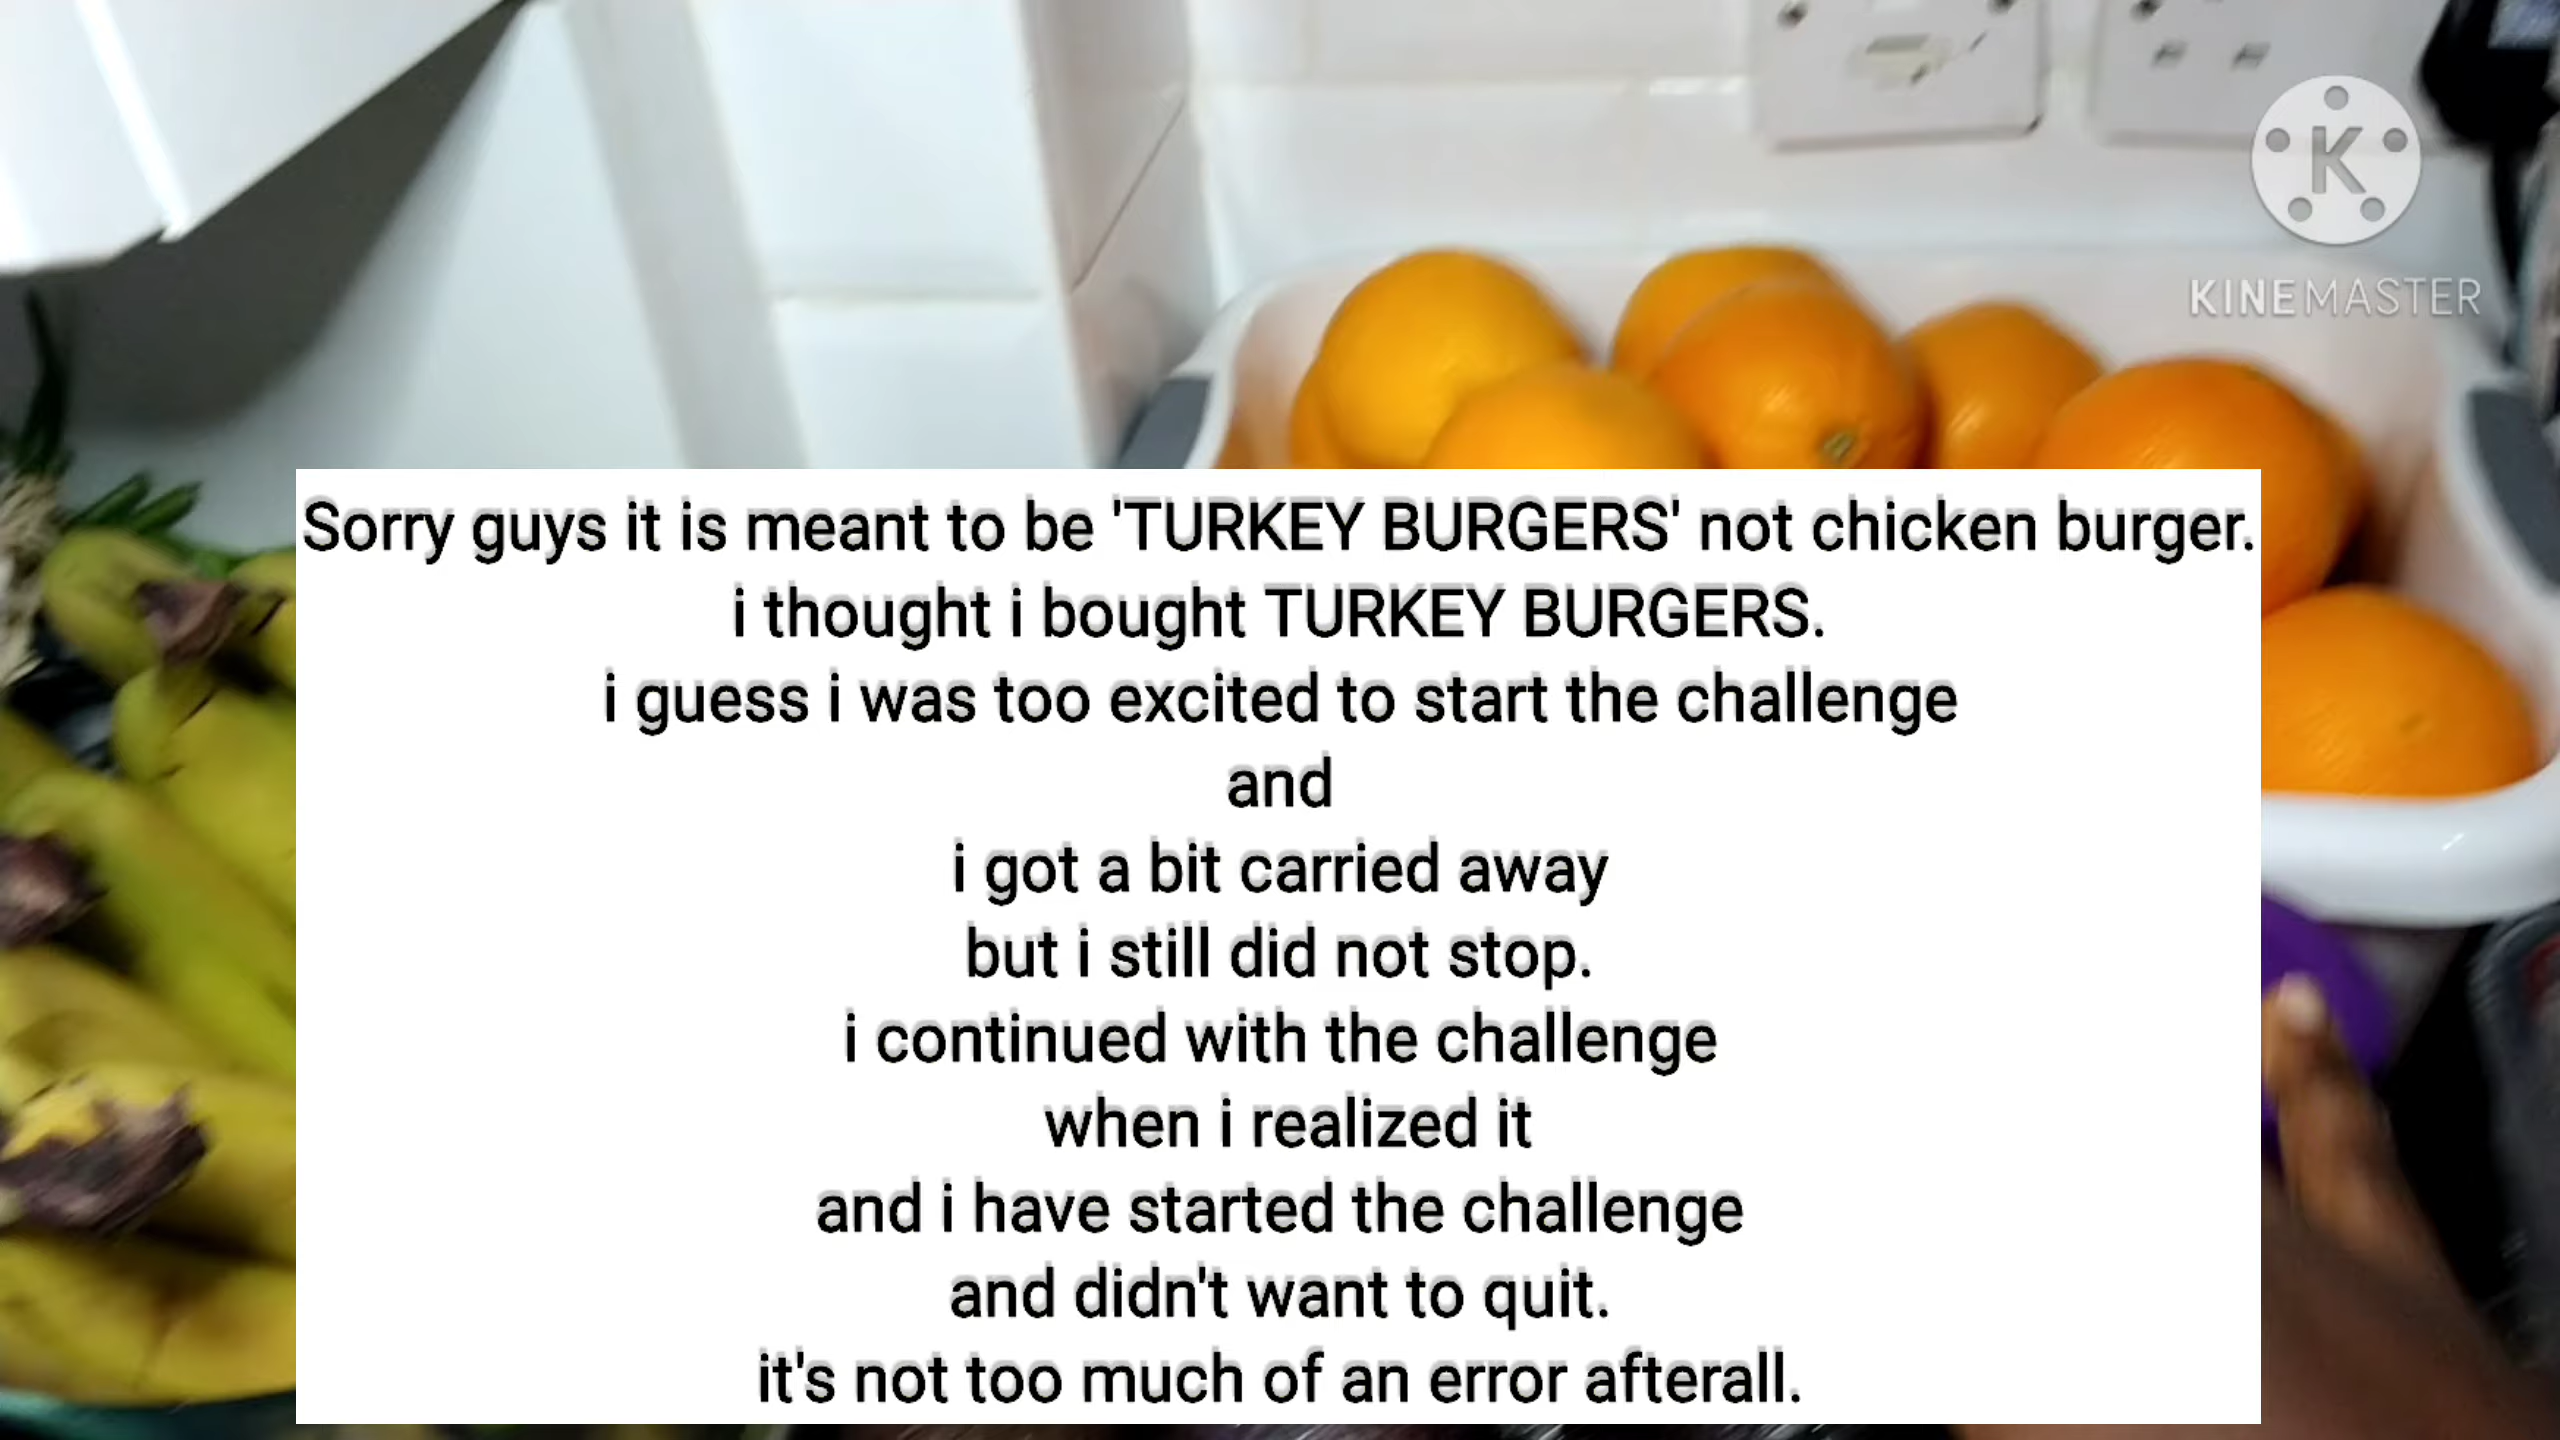 K
KINEMASTER
Sorry guys it is meant to be 'TURKEY BURGERS' not chicken burger.
i thought i bought TURKEY BURGERS.
i guess i was too excited to start the challenge
and
i got a bit carried away
but i still did not stop.
i continued with the challenge
when i realized it
and i have started the challenge
and didn't want to quit.
it's not too much of an error afterall.